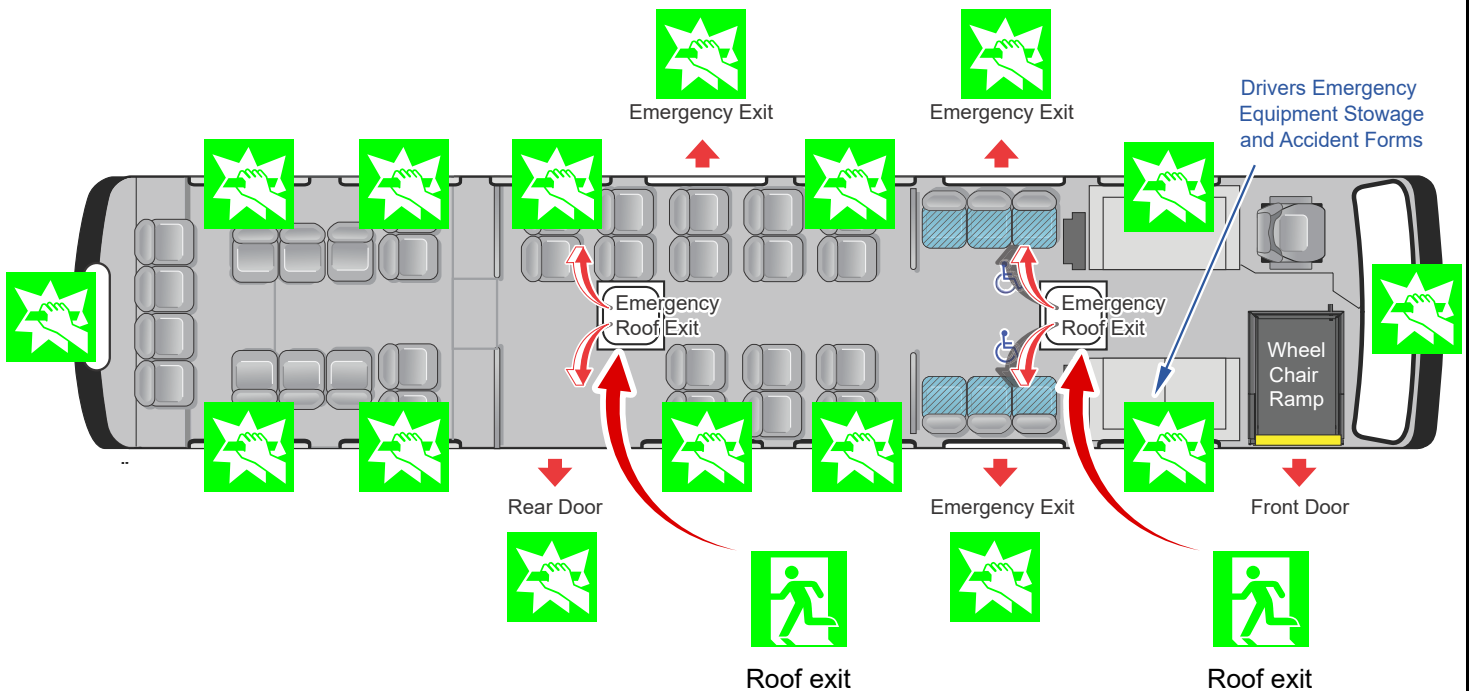 Emergency Exit
Emergency Exit
Drivers Emergency
Equipment Stowage
and Accident Forms
Emergency
Roof Exit
Emergency
Roof Exit
Wheel
Chair
Ramp
Rear Door
Emergency Exit
Front Door
Roof exit
Roof exit